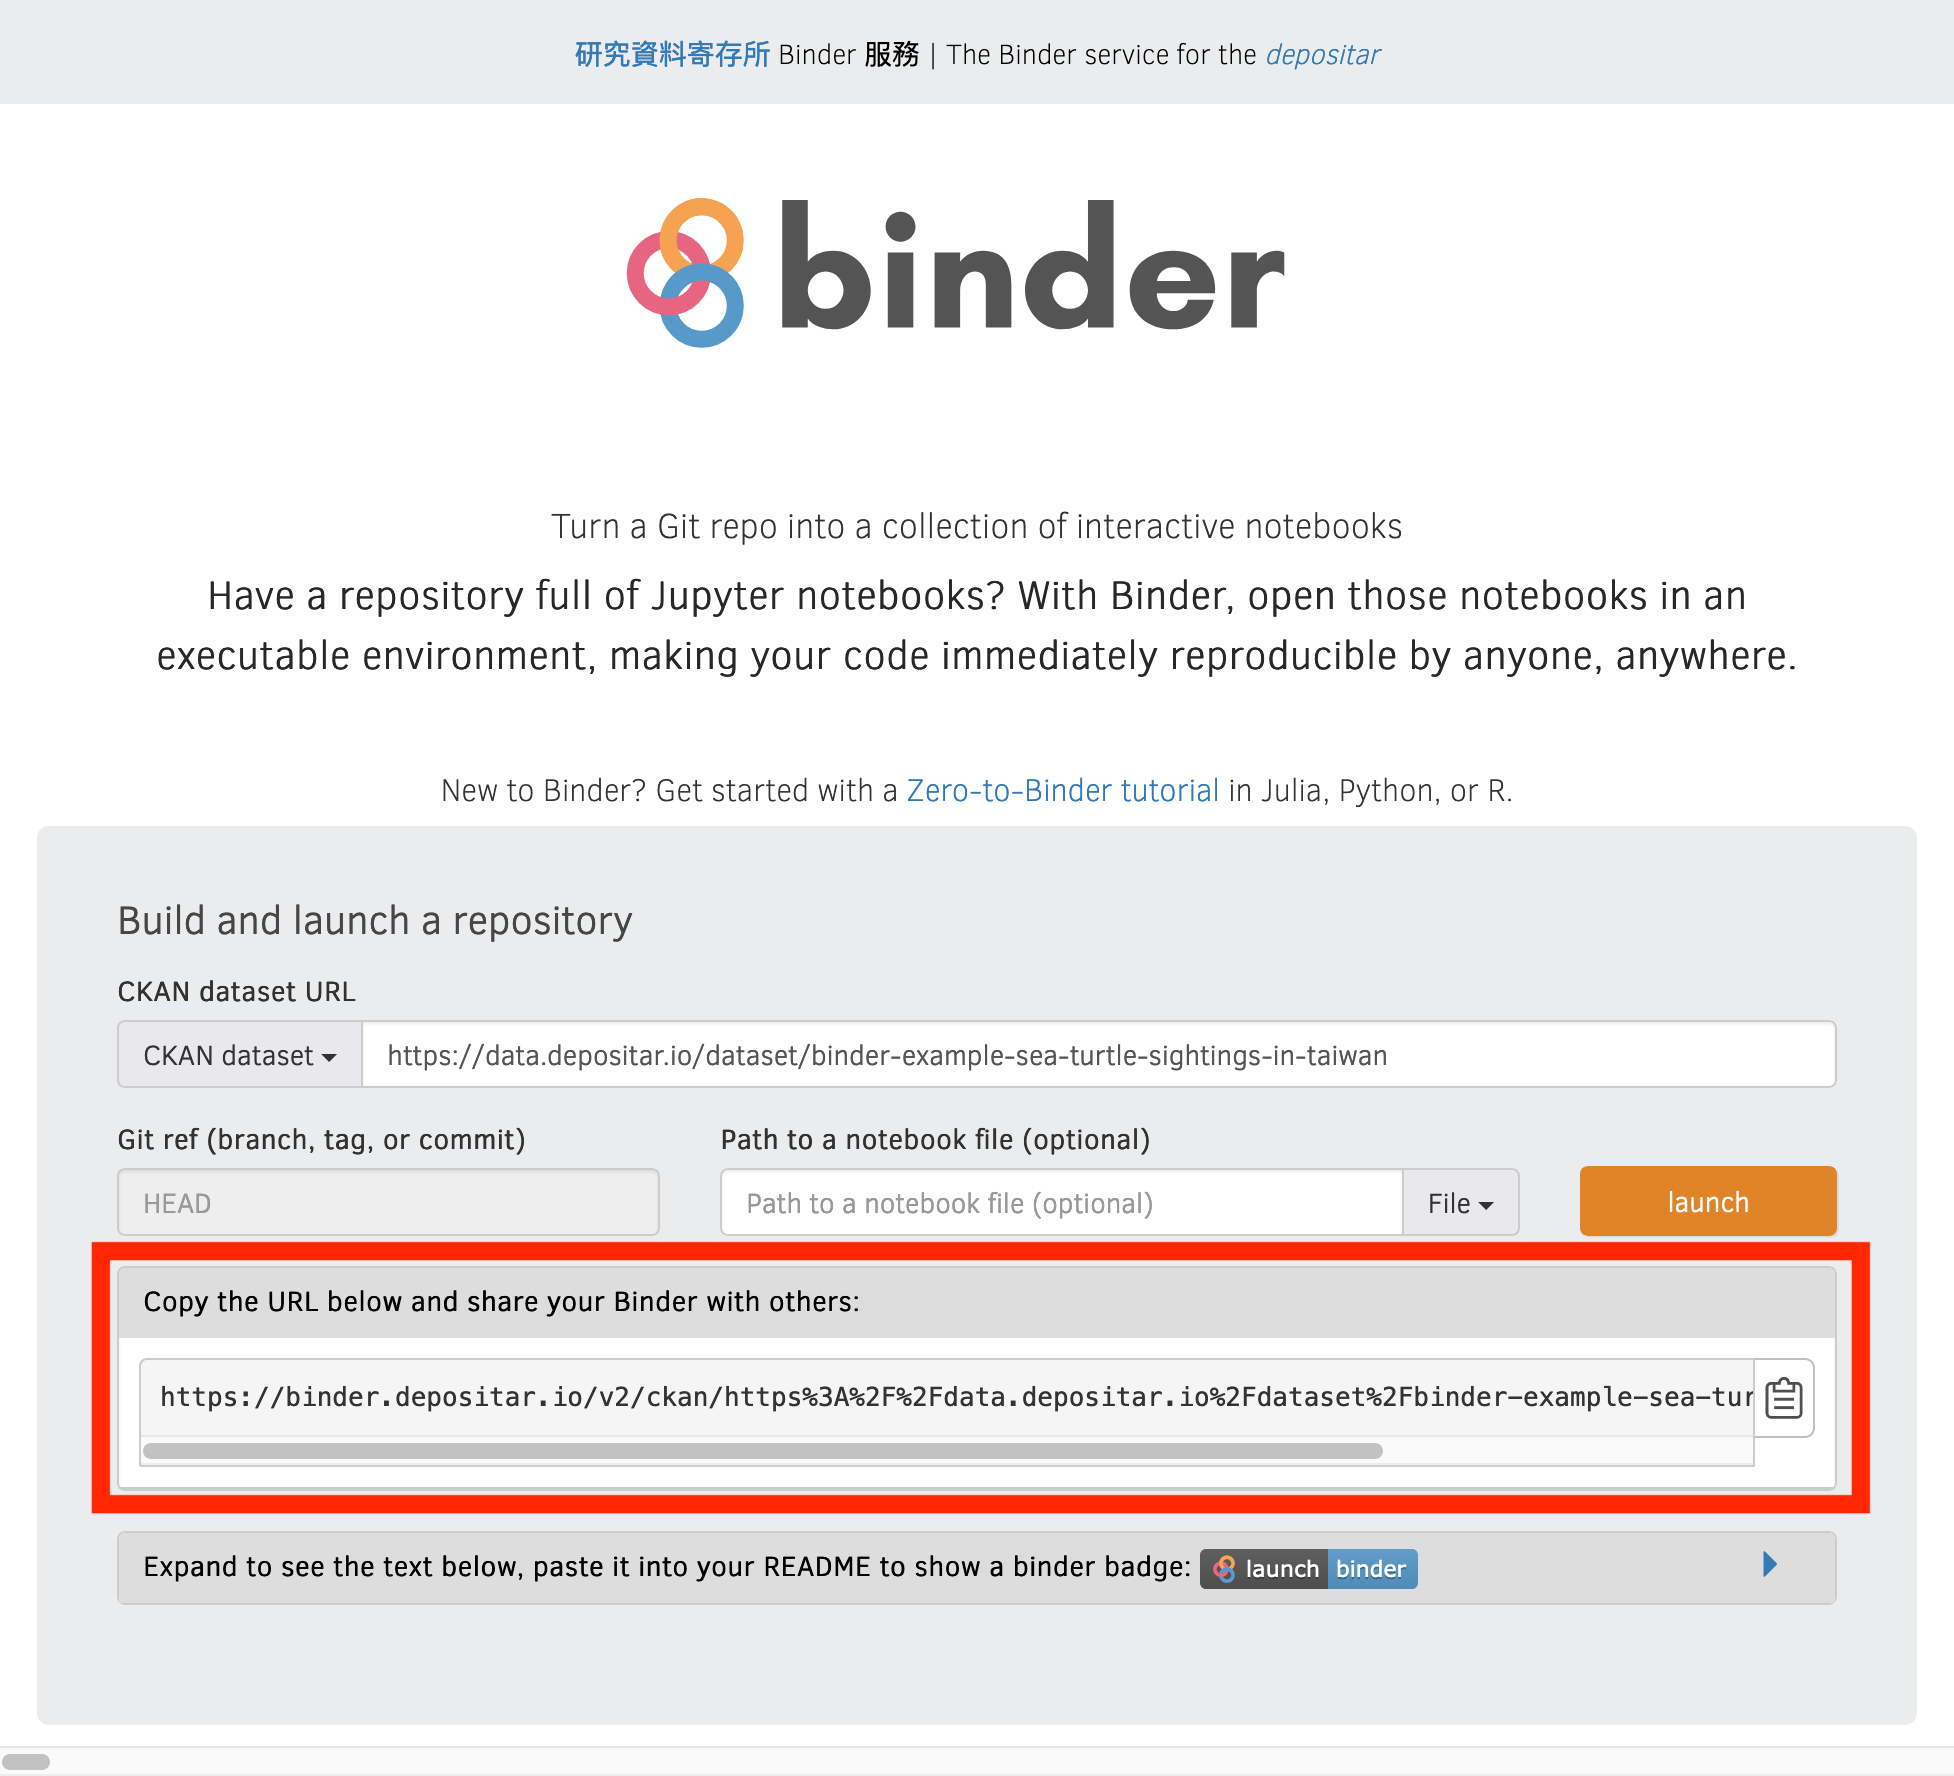 研究資料寄存所 Binder 服務 | The Binder service for the depositar
binder
Turn a Git repo into a collection of interactive notebooks
Have a repository full of Jupyter notebooks? With Binder, open those notebooks in an
executable environment, making your code immediately reproducible by anyone, anywhere.
New to Binder? Get started with a Zero-to-Binder tutorial in Julia, Python, or R.
Build and launch a repository
CKAN dataset URL
CKAN dataset https://data.depositar.io/dataset/binder-example-sea-turtle-sightings-in-taiwan
Git ref (branch, tag, or commit) Path to a notebook file (optional)
HEAD Path to a notebook file (optional) File launch
Copy the URL below and share your Binder with others:
https://binder.depositar.io/v2/ckan/https%3A%2F%2Fdata.depositar.io%2Fdataset%2Fbinder-example-sea-tur
Expand to see the text below, paste it into your README to show a binder badge: launch binder